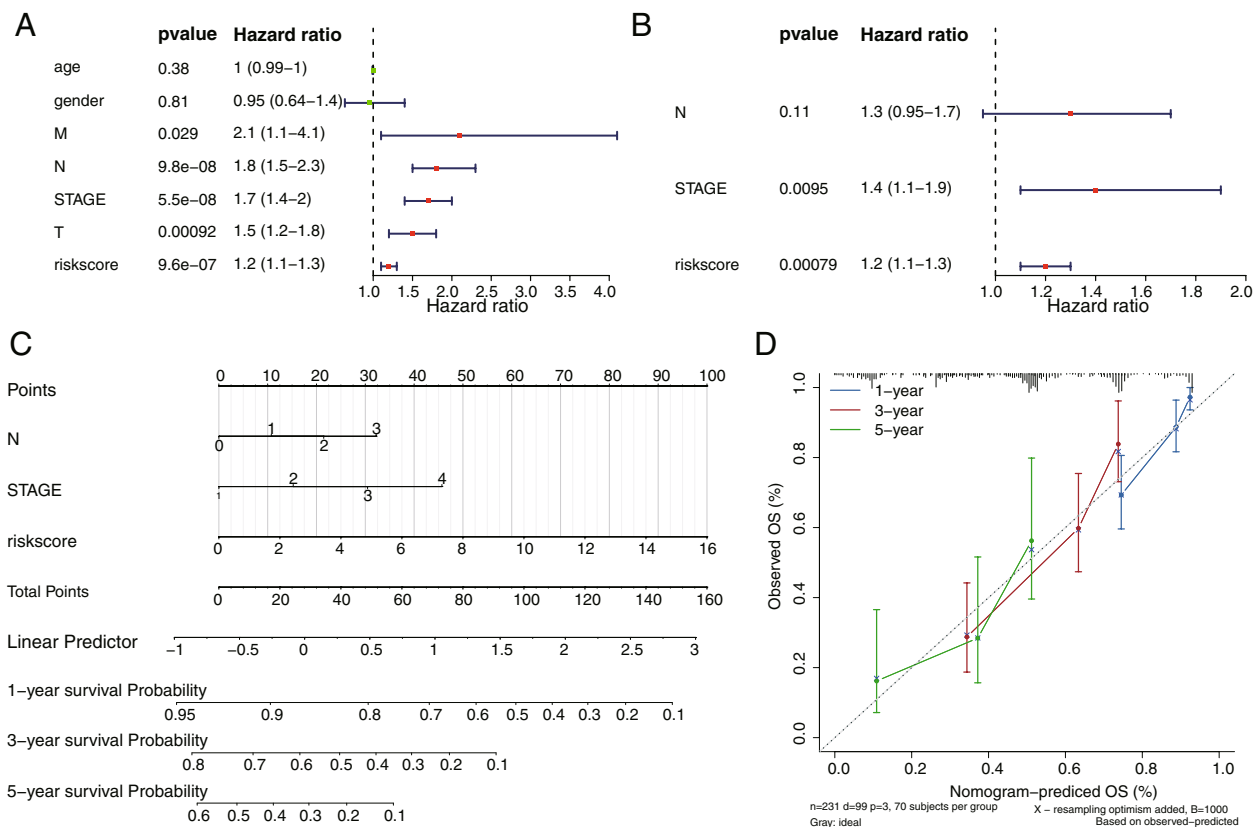 A
pvalue Hazard ratio
age 0.38 1 (0.99−1)
gender 0.81 0.95 (0.64−1.4)
M 0.029 2.1 (1.1−4.1)
N 9.8e−08 1.8 (1.5−2.3)
STAGE 5.5e−08 1.7 (1.4−2)
T 0.00092 1.5 (1.2−1.8)
riskscore 9.6e−07 1.2 (1.1−1.3)
1.0 1.5 2.0 2.5 3.0 3.5 4.0
Hazard ratio
B
pvalue Hazard ratio
N 0.11 1.3 (0.95−1.7)
STAGE 0.0095 1.4 (1.1−1.9)
riskscore 0.00079 1.2 (1.1−1.3)
1.0 1.2 1.4 1.6 1.8 2.0
Hazard ratio
C
Points 0 10 20 30 40 50 60 70 80 90 100
N 0 1 2 3
STAGE 1 2 3 4
riskscore 0 2 4 6 8 10 12 14 16
Total Points 0 20 40 60 80 100 120 140 160
Linear Predictor −1 −0.5 0 0.5 1 1.5 2 2.5 3
1−year survival Probability
0.95 0.9 0.8 0.7 0.6 0.5 0.4 0.3 0.2 0.1
3−year survival Probability
0.8 0.7 0.6 0.5 0.4 0.3 0.2 0.1
5−year survival Probability
0.6 0.5 0.4 0.3 0.2 0.1
D
1−year
3−year
5−year
Observed OS (%)
1.0
0.8
0.6
0.4
0.2
0.0
0.0 0.2 0.4 0.6 0.8 1.0
Nomogram−prediced OS (%)
n=231 d=99 p=3, 70 subjects per group
Gray: ideal
X − resampling optimism added, B=1000
Based on observed−predicted